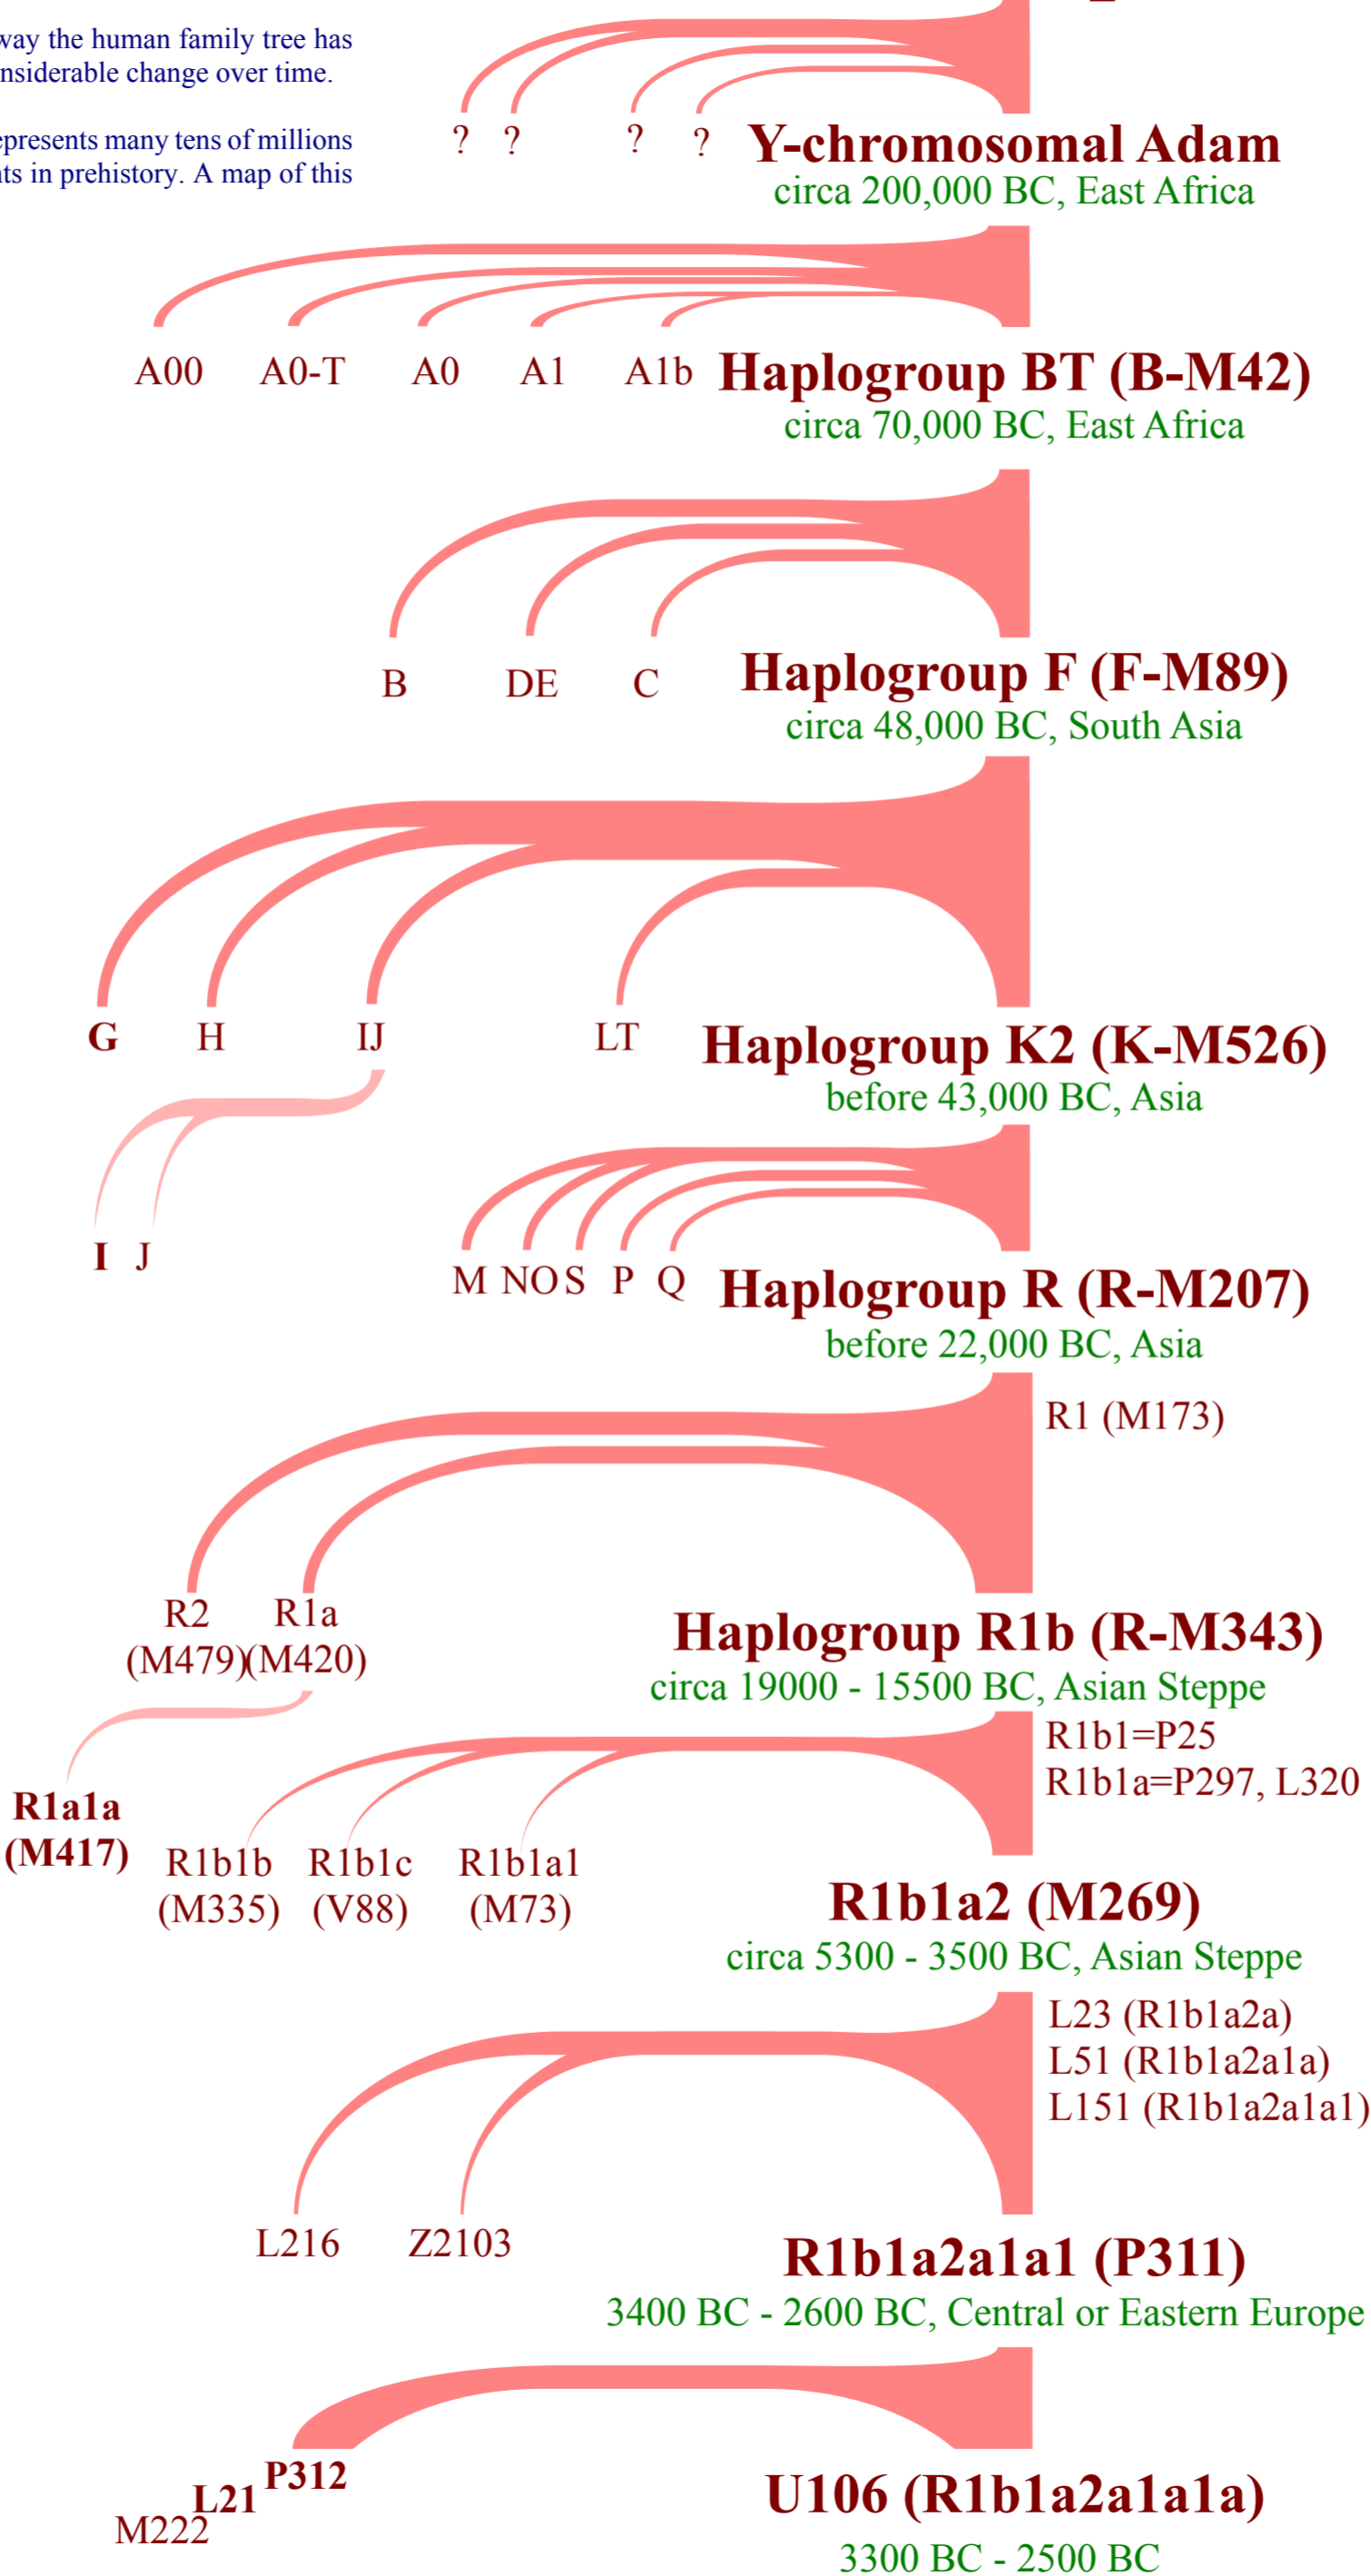 way the human family tree has
nsiderable change over time.
epresents many tens of millions
nts in prehistory. A map of this
? ? ? ?
Y-chromosomal Adam
circa 200,000 BC, East Africa
A00 A0-T A0 A1 A1b
Haplogroup BT (B-M42)
circa 70,000 BC, East Africa
B DE C
Haplogroup F (F-M89)
circa 48,000 BC, South Asia
G H IJ LT
Haplogroup K2 (K-M526)
before 43,000 BC, Asia
I J
M NO S P Q
Haplogroup R (R-M207)
before 22,000 BC, Asia
R1 (M173)
R2 R1a
(M479)(M420)
Haplogroup R1b (R-M343)
circa 19000 - 15500 BC, Asian Steppe
R1b1=P25
R1b1a=P297, L320
R1a1a
(M417)
R1b1b R1b1c R1b1a1
(M335) (V88) (M73)
R1b1a2 (M269)
circa 5300 - 3500 BC, Asian Steppe
L23 (R1b1a2a)
L51 (R1b1a2a1a)
L151 (R1b1a2a1a1)
L216 Z2103
R1b1a2a1a1 (P311)
3400 BC - 2600 BC, Central or Eastern Europe
P312
L21
M222
U106 (R1b1a2a1a1a)
3300 BC - 2500 BC